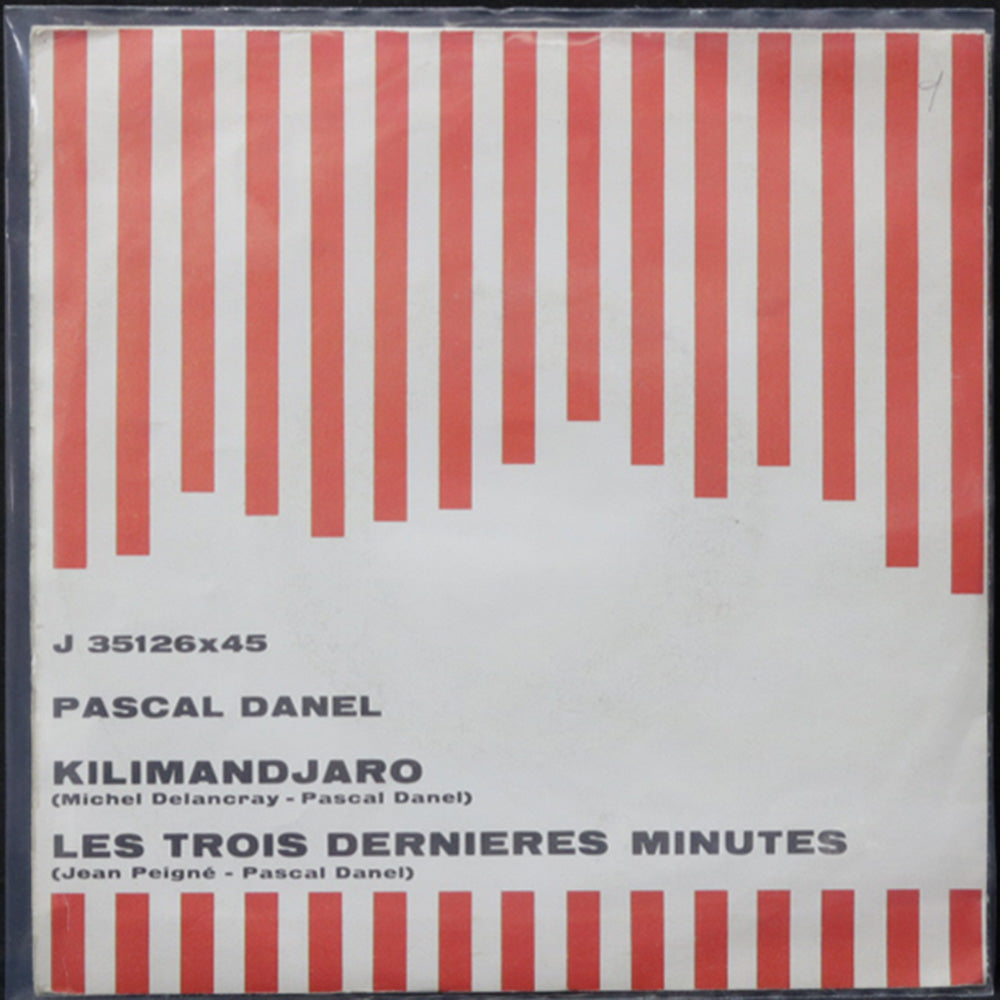 J 35126x45
PASCAL DANEL
KILIMANDJARO
(Michel Delancray - Pascal Danel)
LES TROIS DERNIERES MINUTES
(Jean Peigné - Pascal Danel)